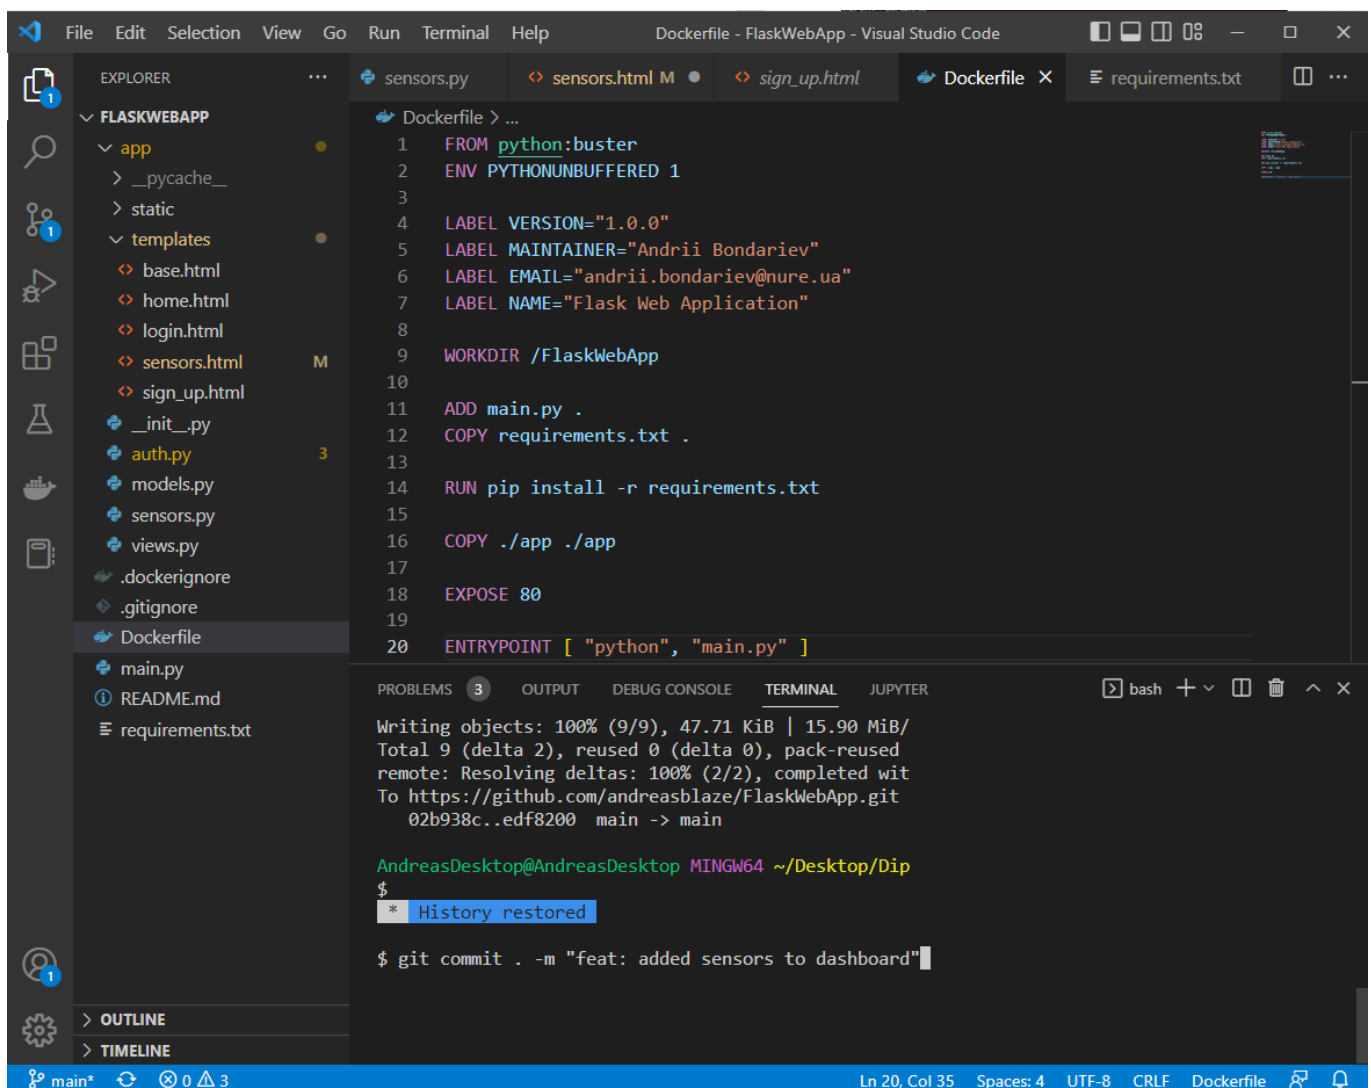 File Edit Selection View Go Run Terminal Help Dockerfile - FlaskWebApp - Visual Studio Code
EXPLORER
sensors.py sensors.html M sign_up.html Dockerfile requirements.txt
FLASKWEBAPP
app
__pycache__
static
templates
base.html
home.html
login.html
sensors.html M
sign_up.html
__init__.py
auth.py 3
models.py
sensors.py
views.py
.dockerignore
.gitignore
Dockerfile
main.py
README.md
requirements.txt
OUTLINE
TIMELINE
1
1
1
Dockerfile > ...
1 FROM python:buster
2 ENV PYTHONUNBUFFERED 1
3
4 LABEL VERSION="1.0.0"
5 LABEL MAINTAINER="Andrii Bondariev"
6 LABEL EMAIL="andrii.bondariev@nure.ua"
7 LABEL NAME="Flask Web Application"
8
9 WORKDIR /FlaskWebApp
10
11 ADD main.py .
12 COPY requirements.txt .
13
14 RUN pip install -r requirements.txt
15
16 COPY ./app ./app
17
18 EXPOSE 80
19
20 ENTRYPOINT [ "python", "main.py" ]
PROBLEMS 3 OUTPUT DEBUG CONSOLE TERMINAL JUPYTER bash
Writing objects: 100% (9/9), 47.71 KiB | 15.90 MiB/
Total 9 (delta 2), reused 0 (delta 0), pack-reused
remote: Resolving deltas: 100% (2/2), completed wit
To https://github.com/andreasblaze/FlaskWebApp.git
02b938c..edf8200 main -> main
AndreasDesktop@AndreasDesktop MINGW64 ~/Desktop/Dip
$
* History restored
$ git commit . -m "feat: added sensors to dashboard"
main* 0 3 Ln 20, Col 35 Spaces: 4 UTF-8 CRLF Dockerfile